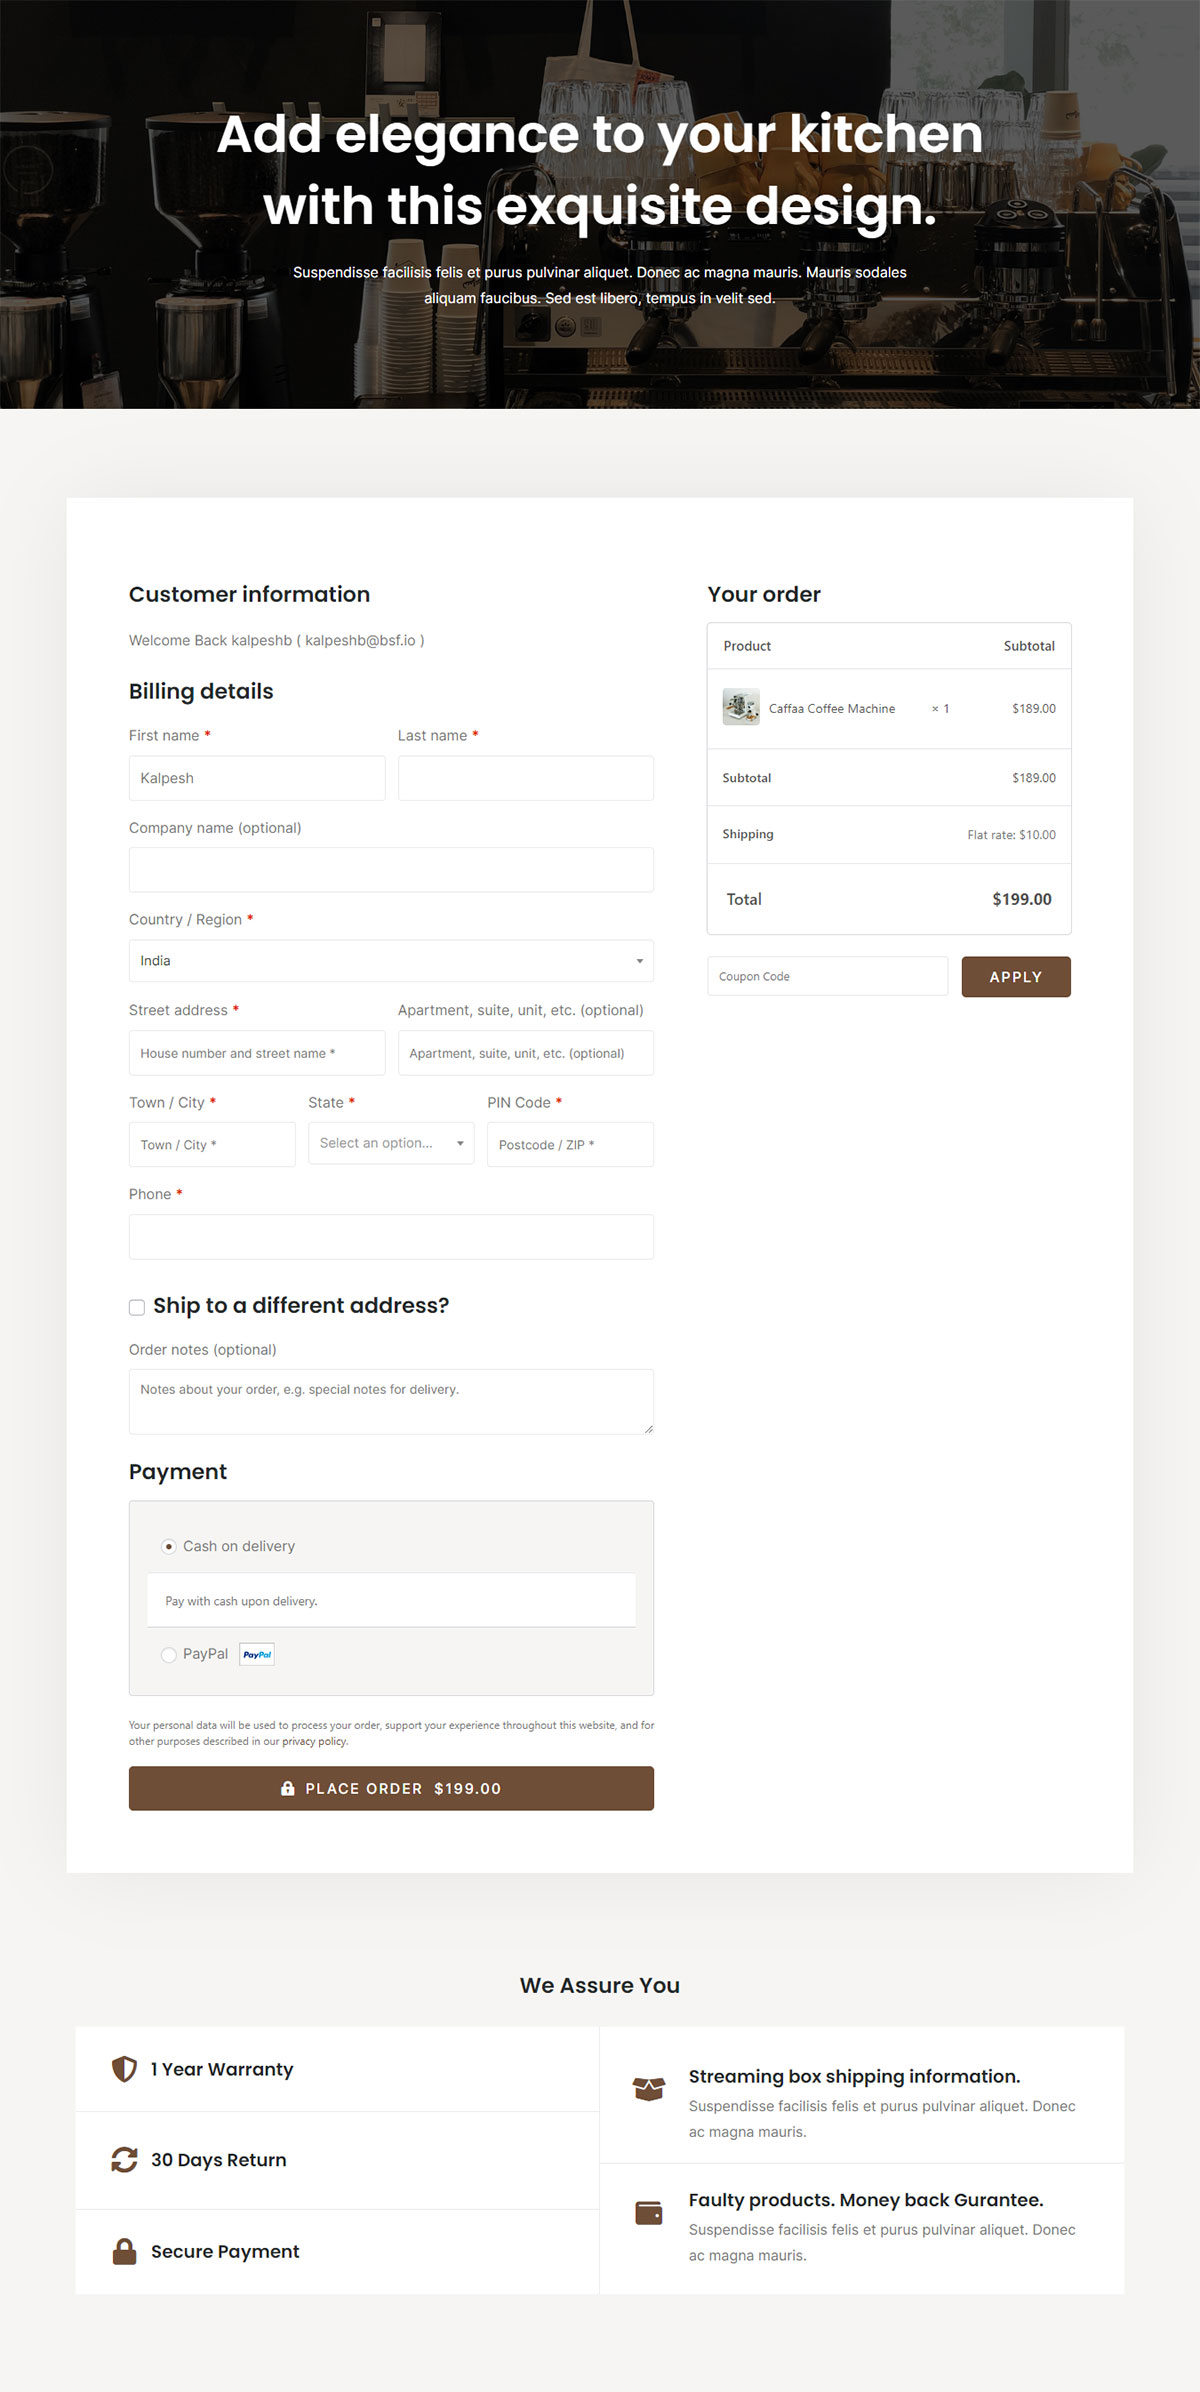 Add elegance to your kitchen
with this exquisite design.
Suspendisse facilisis felis et purus pulvinar aliquet. Donec ac magna mauris. Mauris sodales
aliquam faucibus. Sed est libero, tempus in velit sed.
Customer information
Welcome Back kalpeshb ( kalpeshb@bsf.io )
Billing details
First name *
Last name *
Kalpesh
Company name (optional)
Country / Region *
India
Street address *
Apartment, suite, unit, etc. (optional)
House number and street name *
Apartment, suite, unit, etc. (optional)
Town / City *
State *
PIN Code *
Town / City *
Select an option...
Postcode / ZIP *
Phone *
Ship to a different address?
Order notes (optional)
Notes about your order, e.g. special notes for delivery.
Payment
Cash on delivery
Pay with cash upon delivery.
PayPal PayPal
Your personal data will be used to process your order, support your experience throughout this website, and for
other purposes described in our privacy policy.
PLACE ORDER $199.00
Your order
Product Subtotal
Caffaa Coffee Machine × 1 $189.00
Subtotal $189.00
Shipping Flat rate: $10.00
Total $199.00
Coupon Code
APPLY
We Assure You
1 Year Warranty
30 Days Return
Secure Payment
Streaming box shipping information.
Suspendisse facilisis felis et purus pulvinar aliquet. Donec
ac magna mauris.
Faulty products. Money back Gurantee.
Suspendisse facilisis felis et purus pulvinar aliquet. Donec
ac magna mauris.